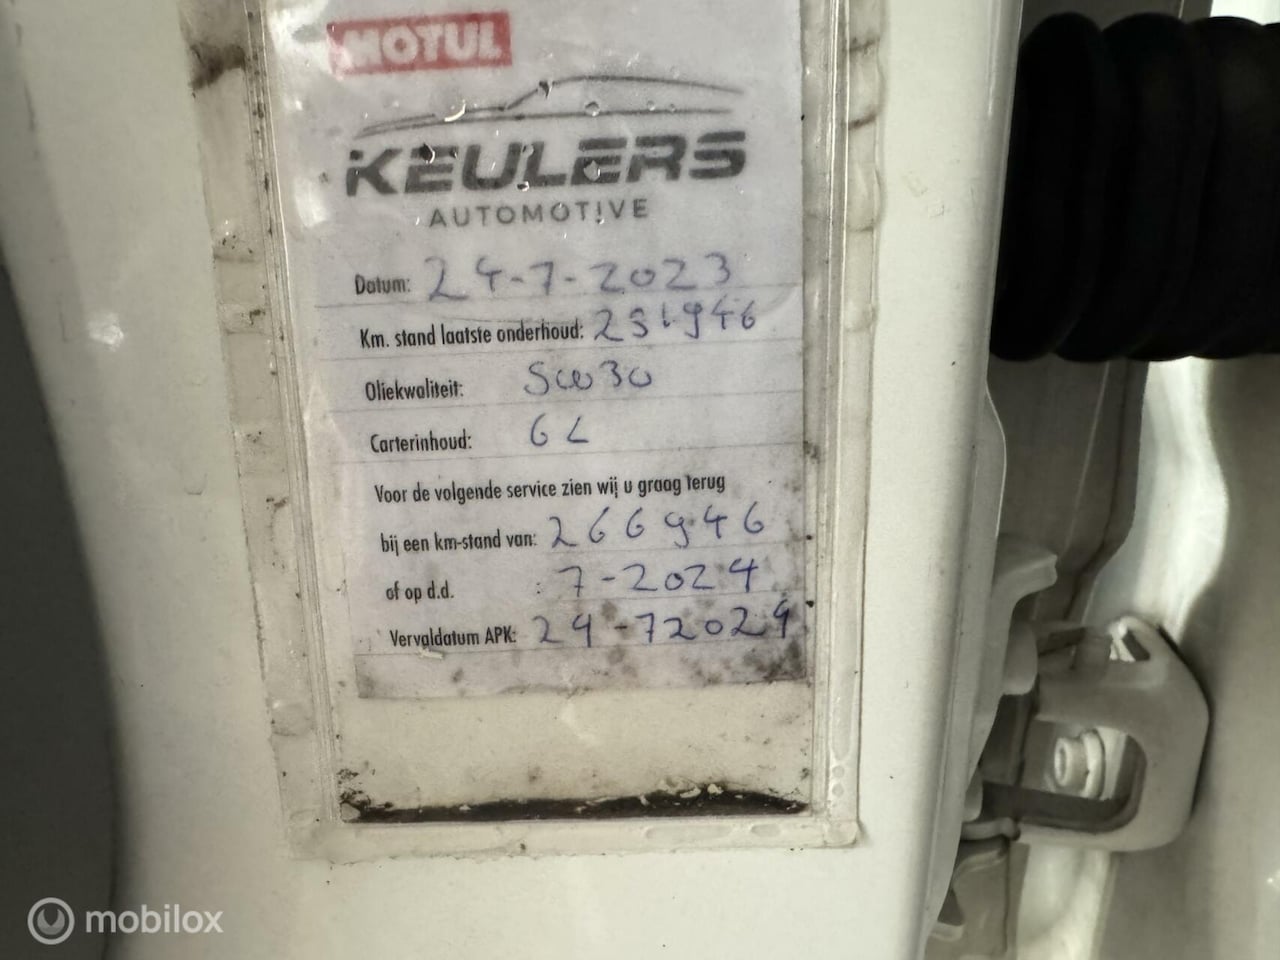 MOTUL
KEULERS
AUTOMOTIVE
Datum: 24-7-2023
Km. stand laatste onderhoud: 251946
Oliekwaliteit: 5w30
Carterinhoud: 6L
Voor de volgende service zien wij u graag terug
bij een km-stand van: 266946
of op d.d. : 7-2024
Vervaldatum APK: 24-72024
mobilox